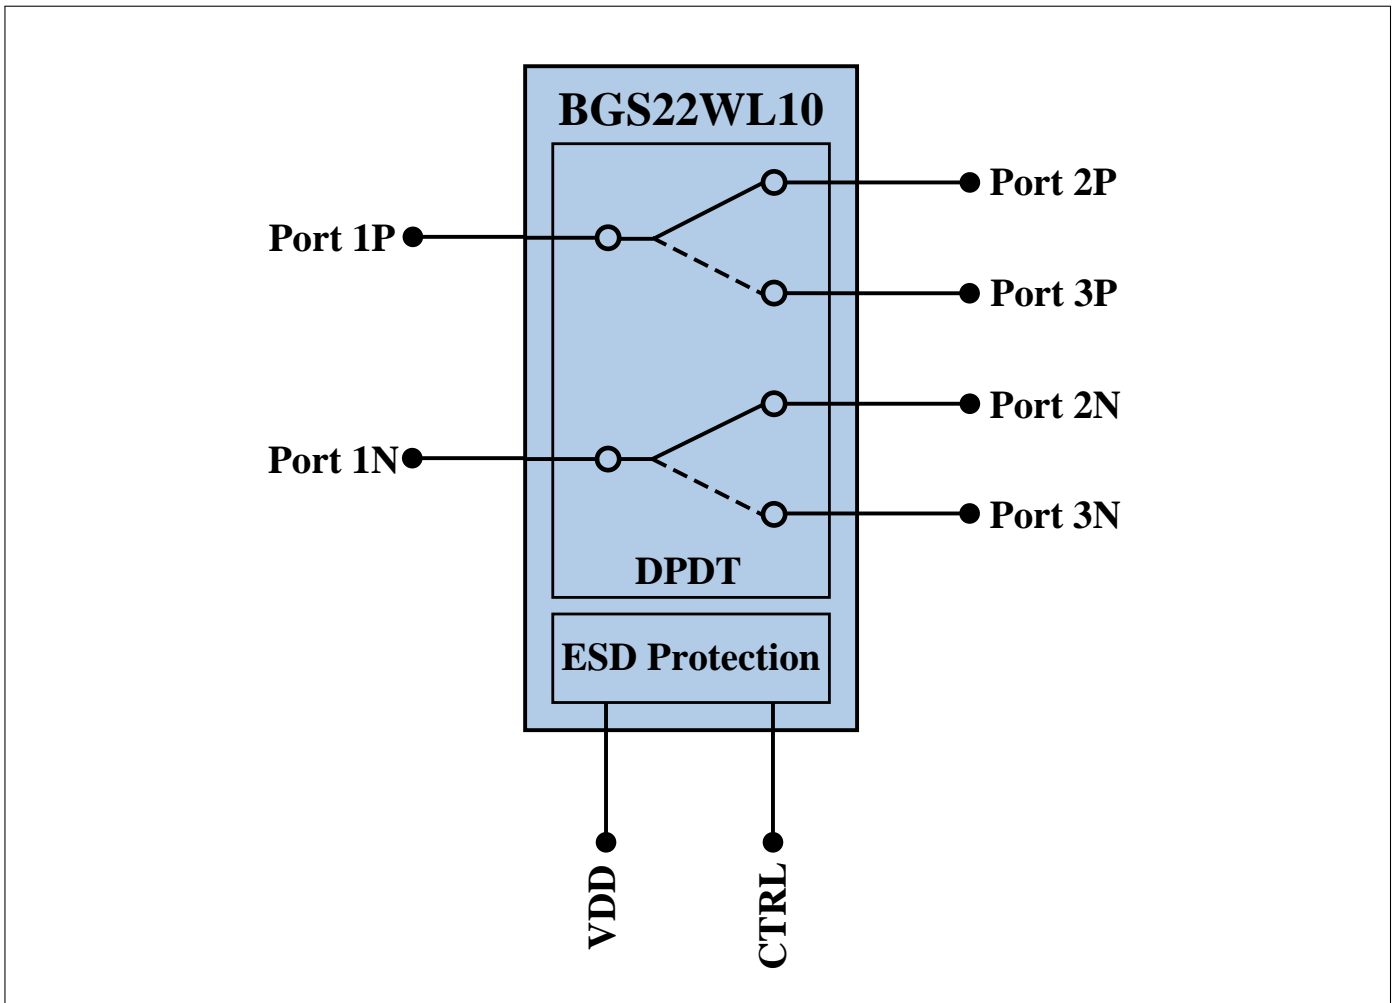 BGS22WL10
Port 2P
Port 1P
Port 3P
Port 2N
Port 1N
Port 3N
DPDT
ESD Protection
VDD
CTRL